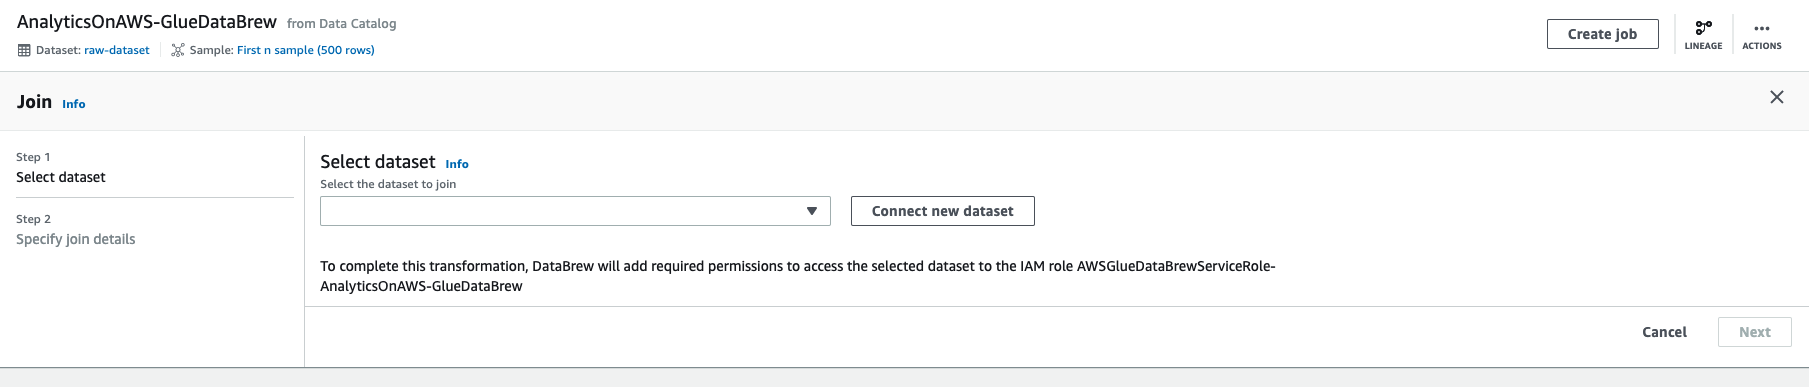 AnalyticsOnAWS-GlueDataBrew from Data Catalog
Dataset: raw-dataset Sample: First n sample (500 rows)
Create job
LINEAGE
ACTIONS
Join Info
Step 1
Select dataset
Step 2
Specify join details
Select dataset Info
Select the dataset to join
Connect new dataset
To complete this transformation, DataBrew will add required permissions to access the selected dataset to the IAM role AWSGlueDataBrewServiceRole-
AnalyticsOnAWS-GlueDataBrew
Cancel
Next